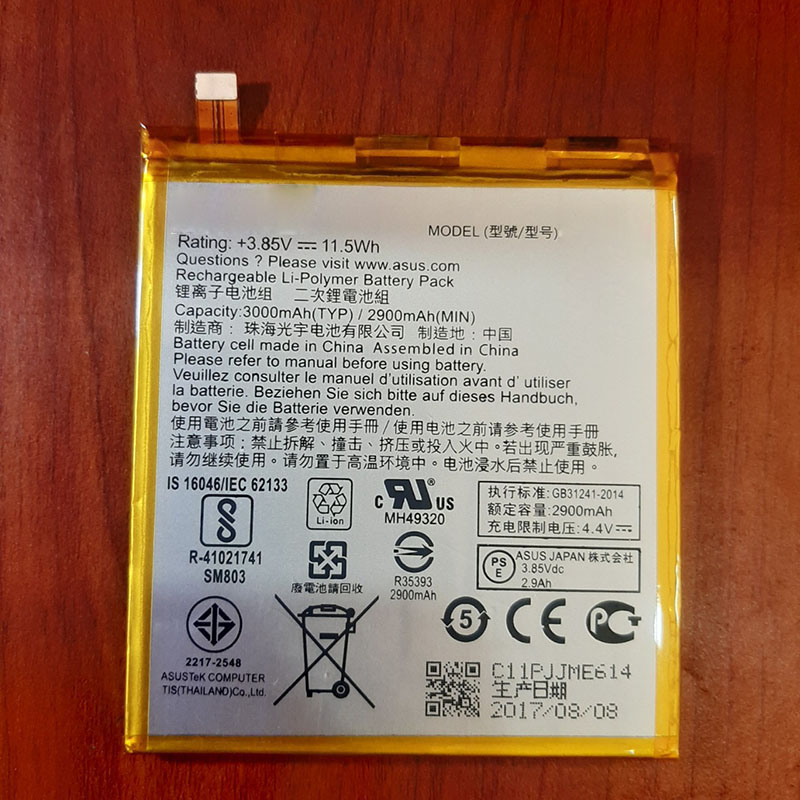 MODEL (型號/型号)
Rating: +3.85V 11.5Wh
Questions ? Please visit www.asus.com
Rechargeable Li-Polymer Battery Pack
锂离子电池组 二次鋰電池組
Capacity:3000mAh(TYP) / 2900mAh(MIN)
制造商: 珠海光宇电池有限公司 制造地: 中国
Battery cell made in China Assembled in China
Please refer to manual before using battery.
Veuillez consulter le manuel d'utilisation avant d' utiliser
la batterie. Beziehen Sie sich bitte auf dieses Handbuch,
bevor Sie die Batterie verwenden.
使用電池之前請參考使用手冊 / 使用电池之前请参考使用手册
注意事项: 禁止拆解、撞击、挤压或投入火中。若出现严重鼓胀,
请勿继续使用。请勿置于高温环境中。电池浸水后禁止使用。
IS 16046/IEC 62133
R-41021741
SM803
Li-ion
廢電池請回收
c RU US
MH49320
R35393
2900mAh
执行标准: GB31241-2014
额定容量: 2900mAh
充电限制电压: 4.4V
PS
E
ASUS JAPAN 株式会社
3.85Vdc
2.9Ah
2217-2548
ASUSTeK COMPUTER
TIS(THAILAND)Co.,Ltd.
5 CE PC
C11PJJME614
生产日期
2017/08/08